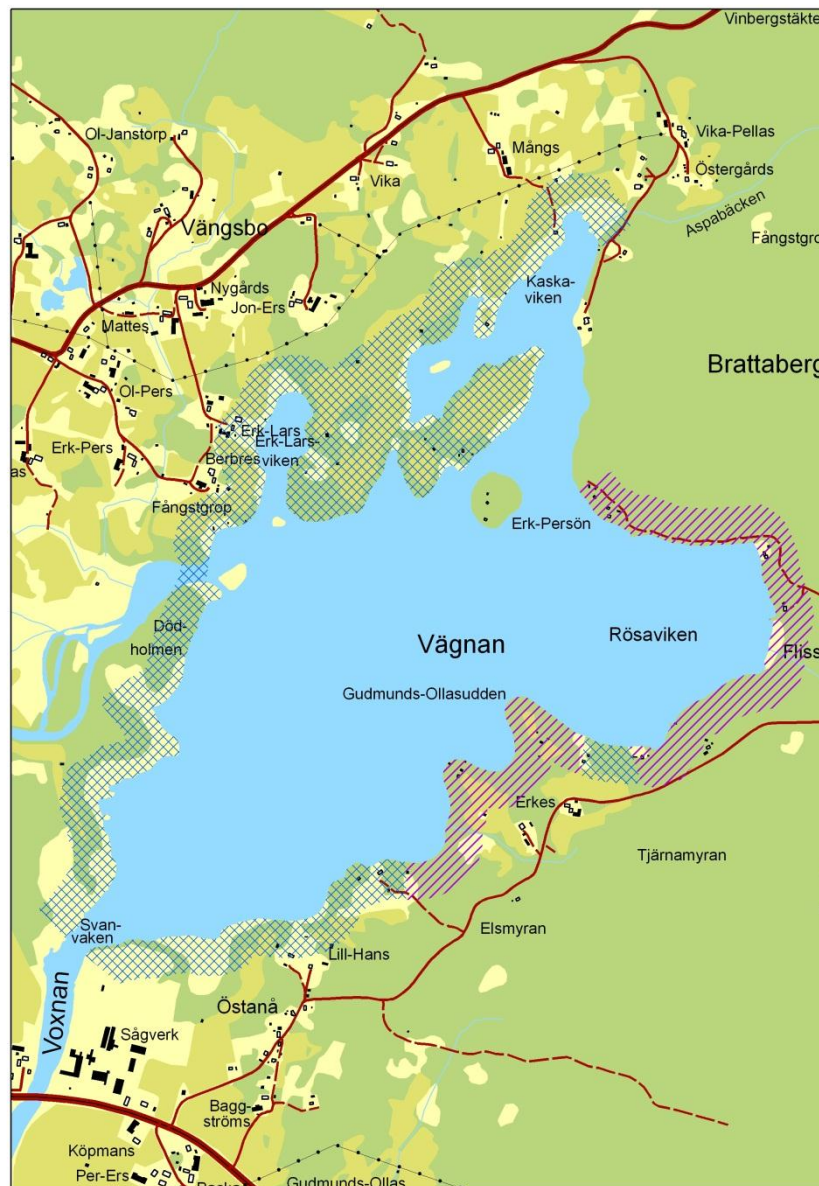 Vinbergstäkte
Ol-Janstorp
Vika-Pellas
Mångs
Östergårds
Vika
Aspabäcken
Vängsbo
Fångstgro
Kaska-
viken
Nygårds
Jon-Ers
Mattes
Brattaberg
Ol-Pers
Erk-Lars
Erk-Lars-
viken
Erk-Pers
Berbres
as
Fångstgrop
Erk-Persön
Död-
holmen
Vägnan
Rösaviken
Fliss
Gudmunds-Ollasudden
Erkes
Tjärnamyran
Svan-
vaken
Elsmyran
Lill-Hans
Voxnan
Östanå
Sågverk
Bagg-
ströms
Köpmans
Per-Ers
Gudmunds-Ollas